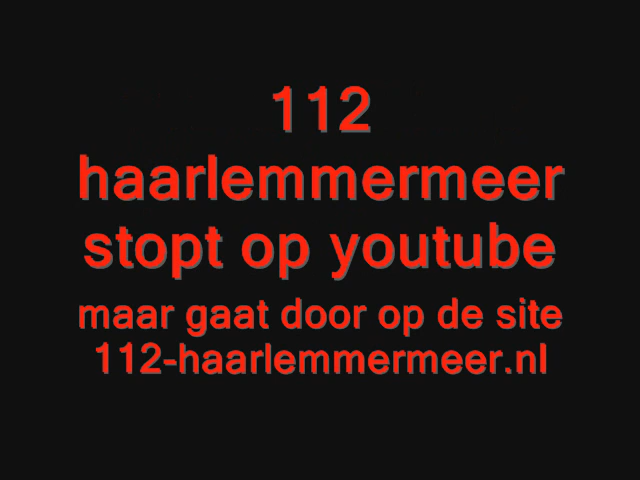 112
haarlemmermeer
stopt op youtube
maar gaat door op de site
112-haarlemmermeer.nl